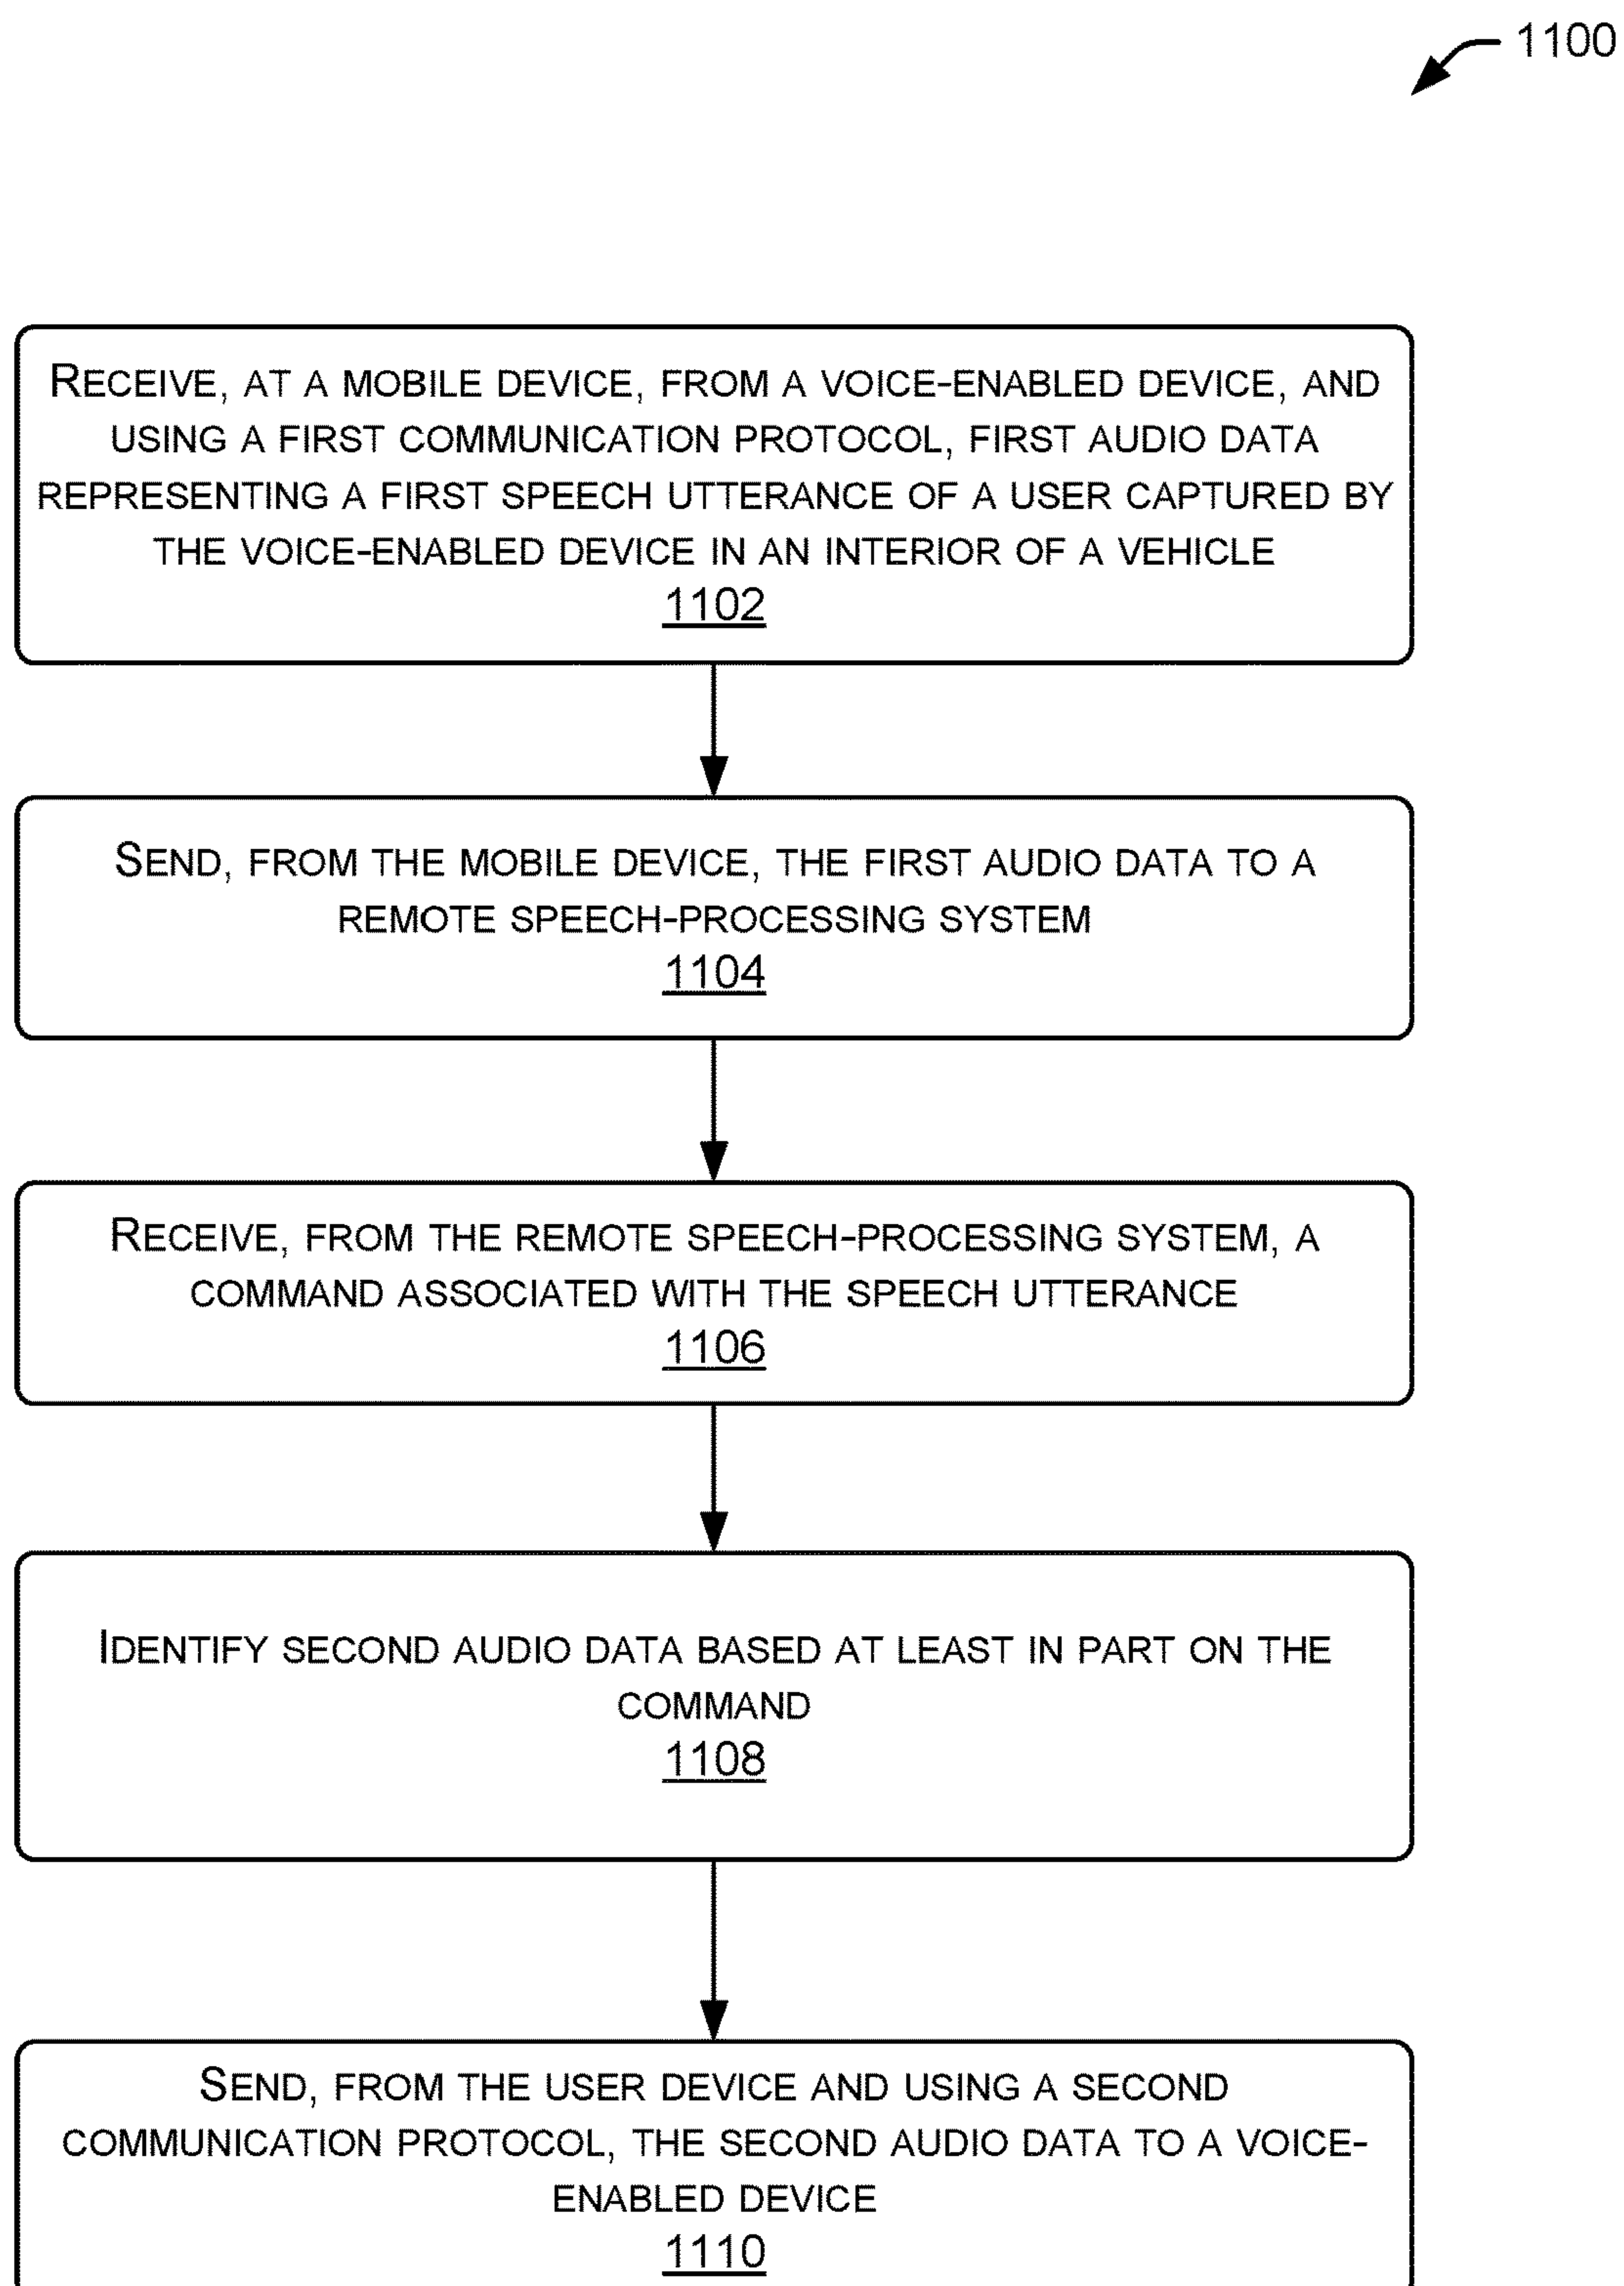 1100
RECEIVE, AT A MOBILE DEVICE, FROM A VOICE-ENABLED DEVICE, AND
USING A FIRST COMMUNICATION PROTOCOL, FIRST AUDIO DATA
REPRESENTING A FIRST SPEECH UTTERANCE OF A USER CAPTURED BY
THE VOICE-ENABLED DEVICE IN AN INTERIOR OF A VEHICLE
1102
SEND, FROM THE MOBILE DEVICE, THE FIRST AUDIO DATA TO A
REMOTE SPEECH-PROCESSING SYSTEM
1104
RECEIVE, FROM THE REMOTE SPEECH-PROCESSING SYSTEM, A
COMMAND ASSOCIATED WITH THE SPEECH UTTERANCE
1106
IDENTIFY SECOND AUDIO DATA BASED AT LEAST IN PART ON THE
COMMAND
1108
SEND, FROM THE USER DEVICE AND USING A SECOND
COMMUNICATION PROTOCOL, THE SECOND AUDIO DATA TO A VOICE-
ENABLED DEVICE
1110